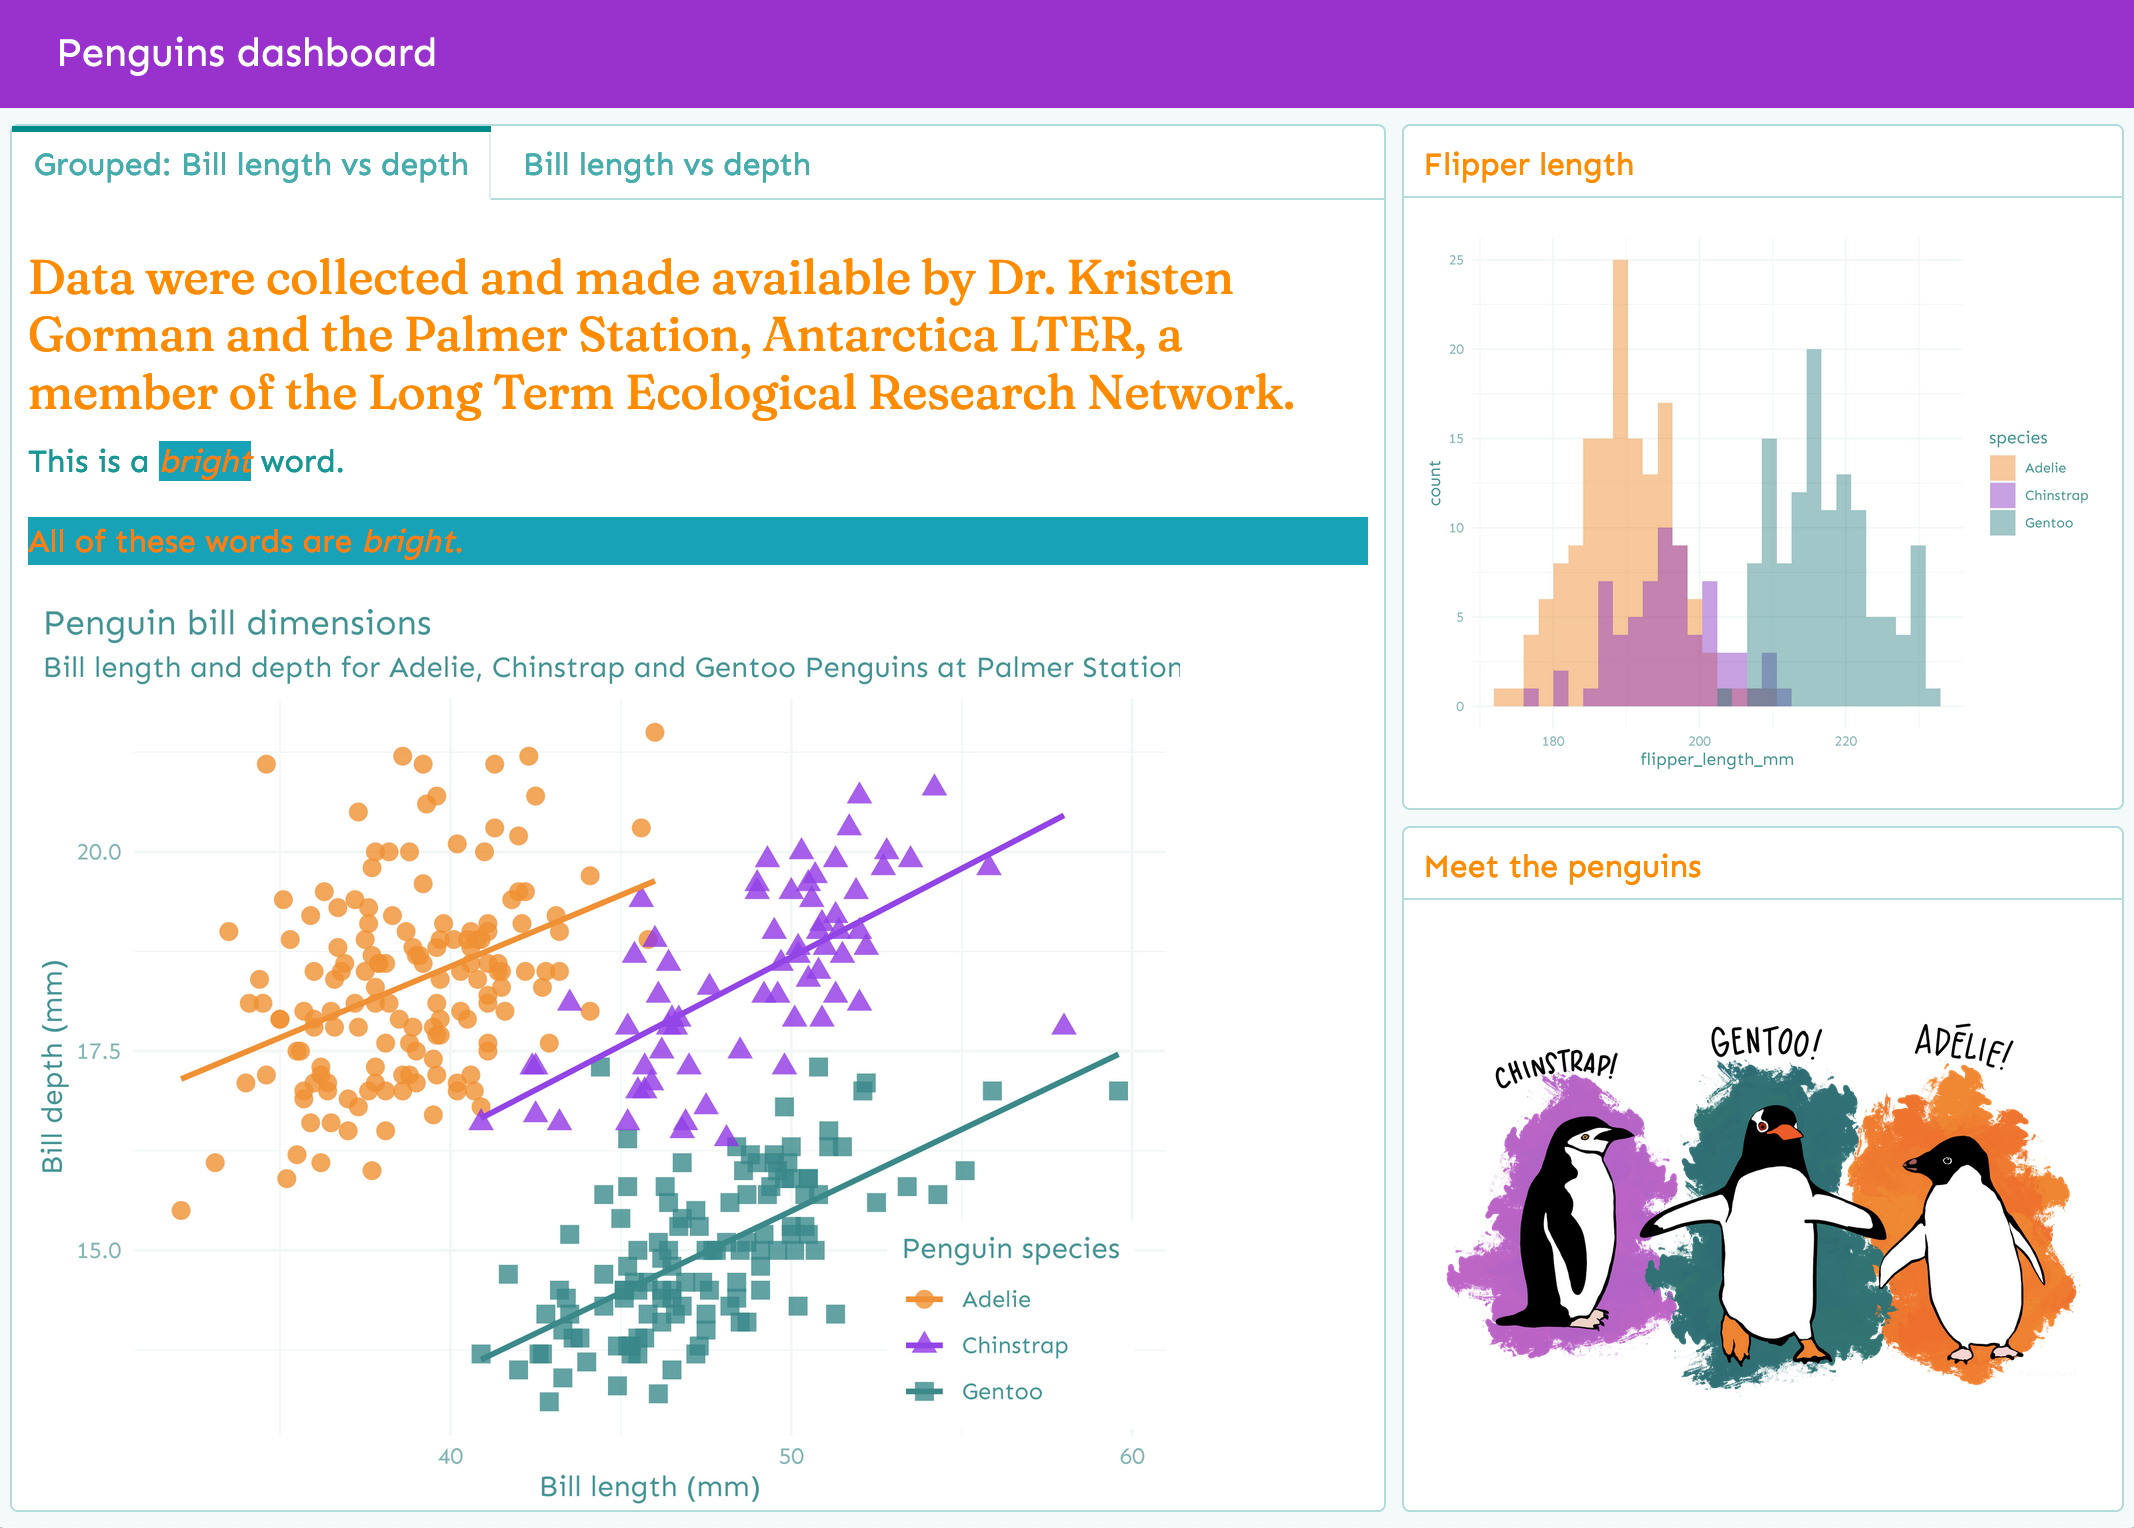 Penguins dashboard
Grouped: Bill length vs depth
Bill length vs depth
Data were collected and made available by Dr. Kristen
Gorman and the Palmer Station, Antarctica LTER, a
member of the Long Term Ecological Research Network.
This is a bright word.
All of these words are bright.
Penguin bill dimensions
Bill length and depth for Adelie, Chinstrap and Gentoo Penguins at Palmer Station
20.0
17.5
15.0
Bill depth (mm)
Penguin species
Adelie
Chinstrap
Gentoo
40
50
60
Bill length (mm)
Flipper length
25
20
15
10
5
0
count
180
200
220
flipper_length_mm
species
Adelie
Chinstrap
Gentoo
Meet the penguins
CHINSTRAP!
GENTOO!
ADĒLIE!